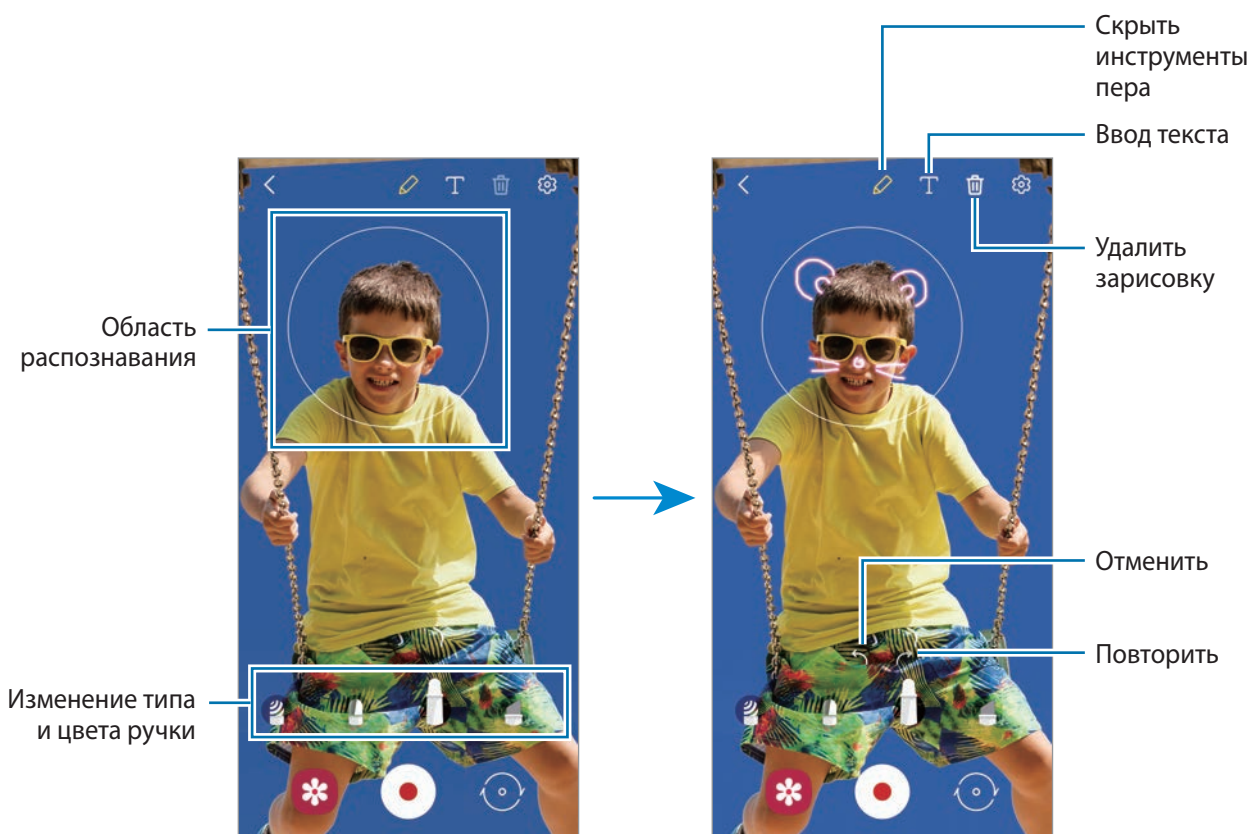 Скрыть
инструменты
пера
Ввод текста
Удалить
зарисовку
Область
распознавания
Отменить
Повторить
Изменение типа
и цвета ручки